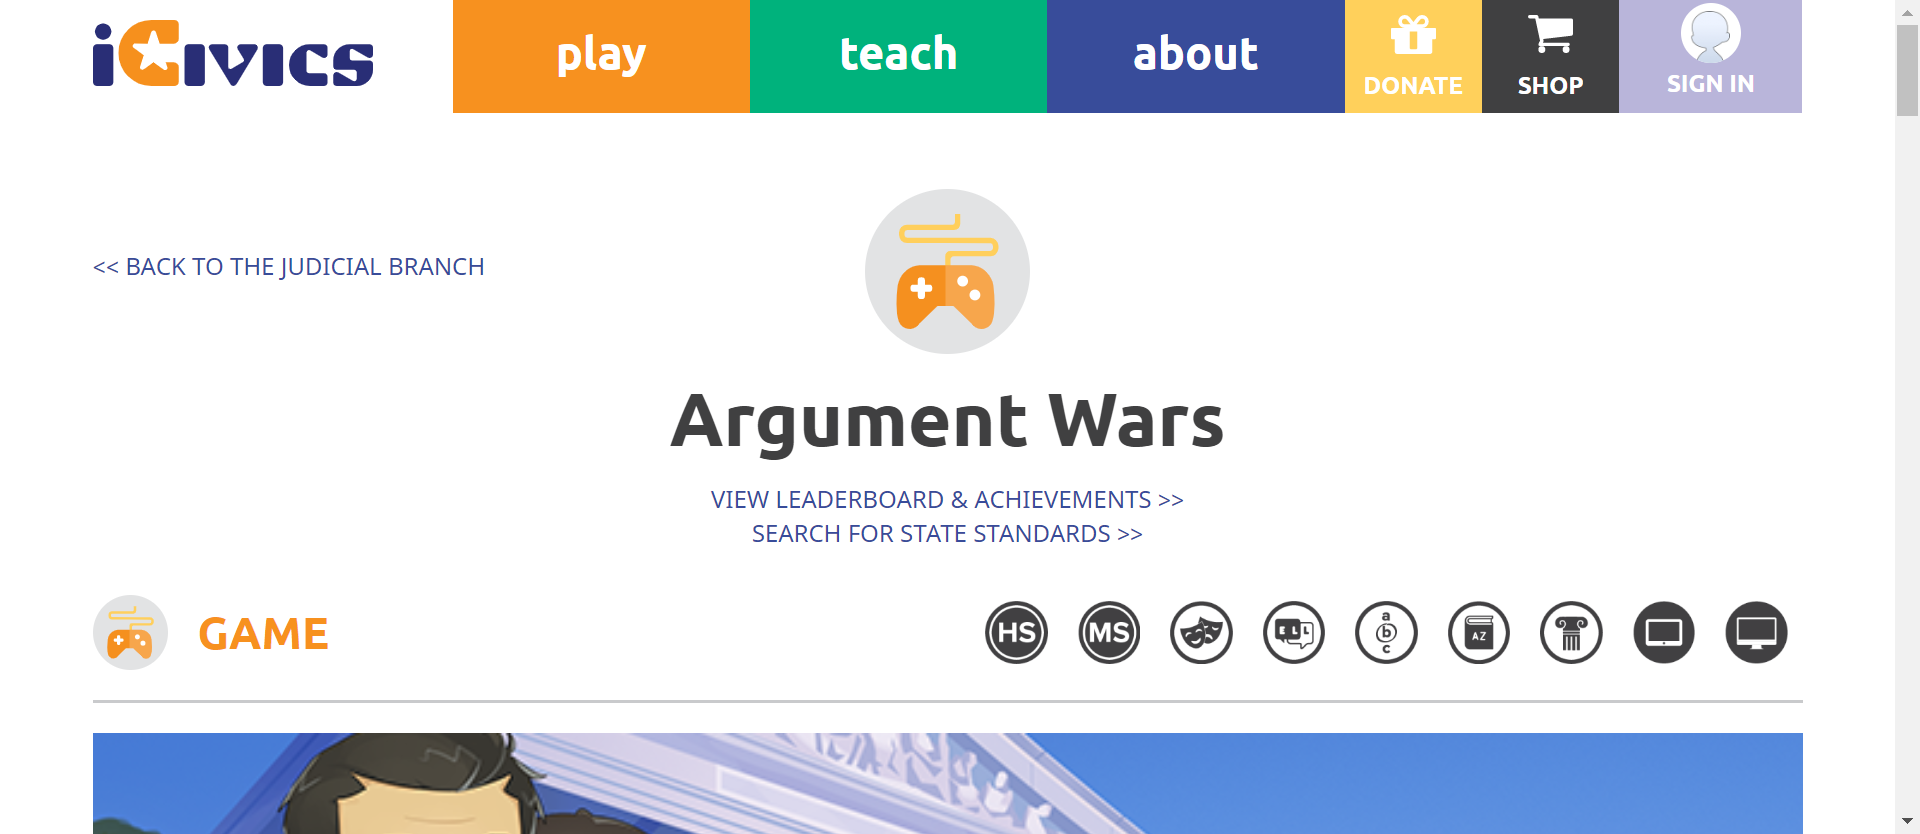 iCivics
play
teach
about
DONATE
SHOP
SIGN IN
<< BACK TO THE JUDICIAL BRANCH
Argument Wars
VIEW LEADERBOARD & ACHIEVEMENTS >>
SEARCH FOR STATE STANDARDS >>
GAME
HS
MS
ELL
a
b
c
AZ